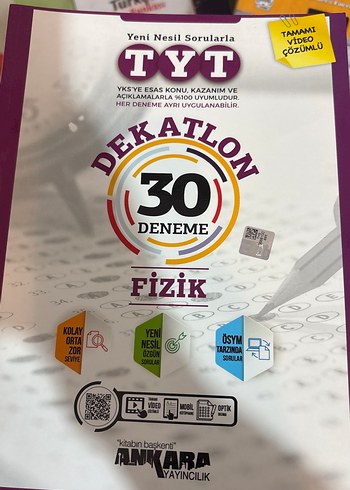 Yeni Nesil Sorularla
TAMAMI
VİDEO
ÇÖZÜMLÜ
TYT
YKS'YE ESAS KONU, KAZANIM VE
AÇIKLAMALARLA %100 UYUMLUDUR.
HER DENEME AYRI UYGULANABİLİR.
DEKATLON
30
DENEME
FİZİK
KOLAY
ORTA
ZOR
SEVİYE
YENİ
NESİL
ÖZGÜN
SORULAR
ÖSYM
TARZINDA
SORULAR
VİDEO
MOBİL
OPTİK
"kitabın başkenti"
ANKARA
YAYINCILIK